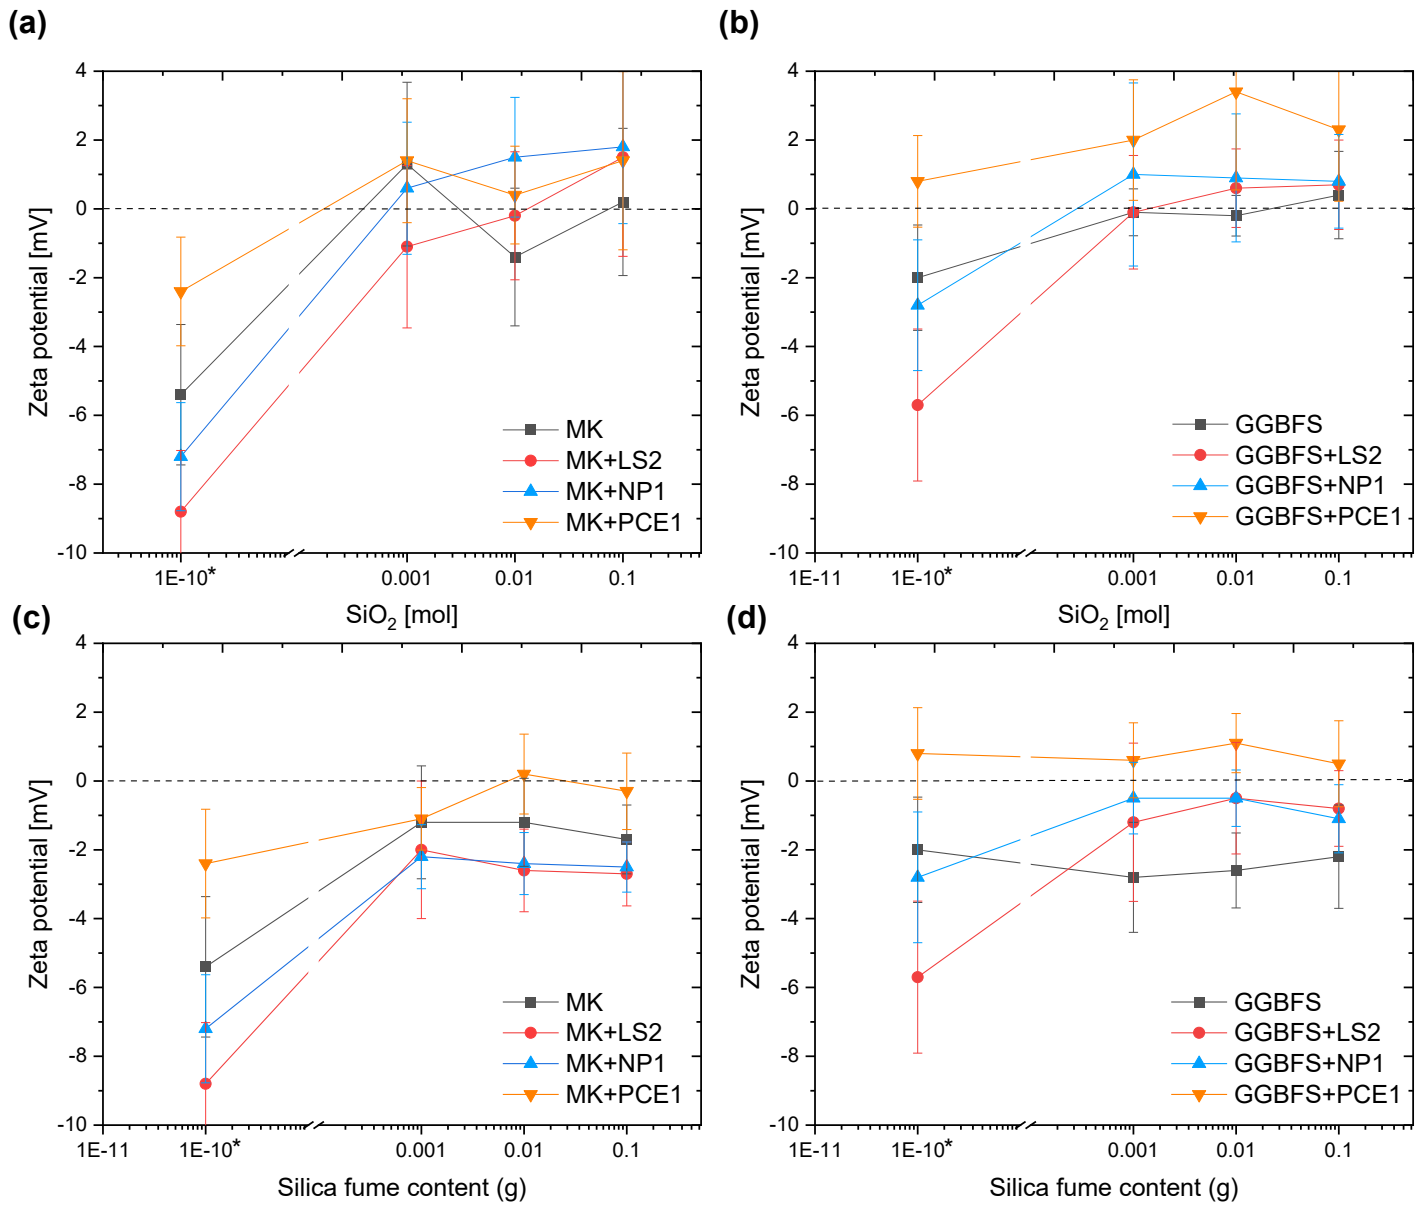 (a)
4
2
0
-2
-4
-6
-8
-10
Zeta potential [mV]
MK
MK+LS2
MK+NP1
MK+PCE1
1E-10*
0.001
0.01
0.1
SiO₂ [mol]
(b)
4
2
0
-2
-4
-6
-8
-10
Zeta potential [mV]
GGBFS
GGBFS+LS2
GGBFS+NP1
GGBFS+PCE1
1E-11
1E-10*
0.001
0.01
0.1
SiO₂ [mol]
(c)
4
2
0
-2
-4
-6
-8
-10
Zeta potential [mV]
MK
MK+LS2
MK+NP1
MK+PCE1
1E-11
1E-10*
0.001
0.01
0.1
Silica fume content (g)
(d)
4
2
0
-2
-4
-6
-8
-10
Zeta potential [mV]
GGBFS
GGBFS+LS2
GGBFS+NP1
GGBFS+PCE1
1E-11
1E-10*
0.001
0.01
0.1
Silica fume content (g)